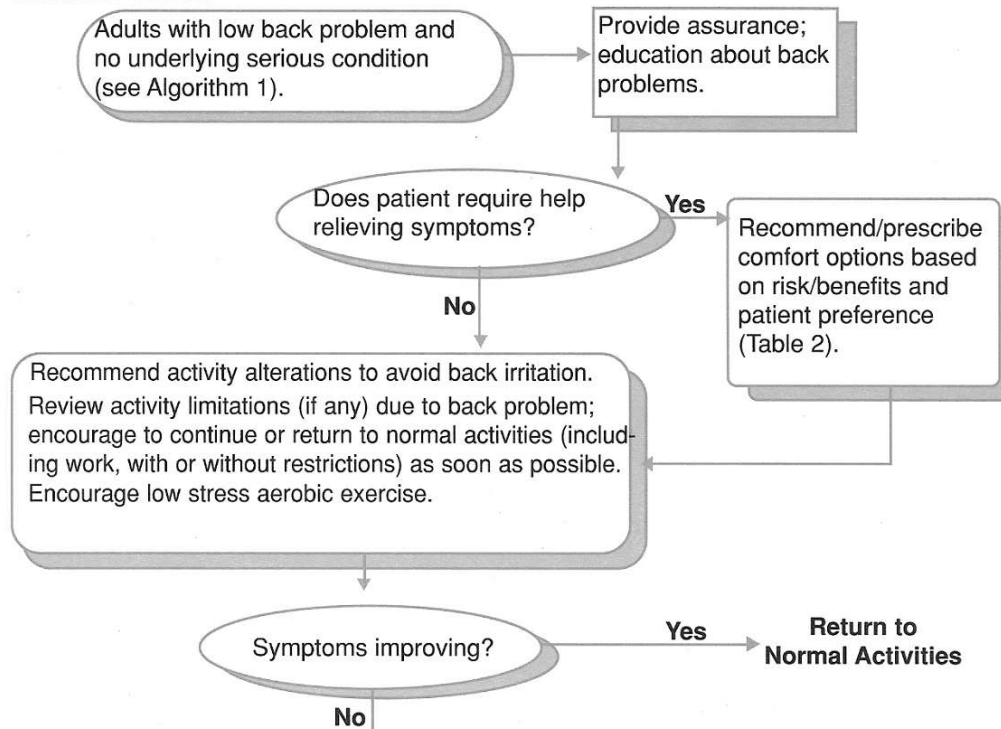 Adults with low back problem and
no underlying serious condition
(see Algorithm 1).
Provide assurance;
education about back
problems.
Does patient require help
relieving symptoms?
Yes
Recommend/prescribe
comfort options based
on risk/benefits and
patient preference
(Table 2).
No
Recommend activity alterations to avoid back irritation.
Review activity limitations (if any) due to back problem;
encourage to continue or return to normal activities (includ-
ing work, with or without restrictions) as soon as possible.
Encourage low stress aerobic exercise.
Symptoms improving?
Yes
Return to
Normal Activities
No